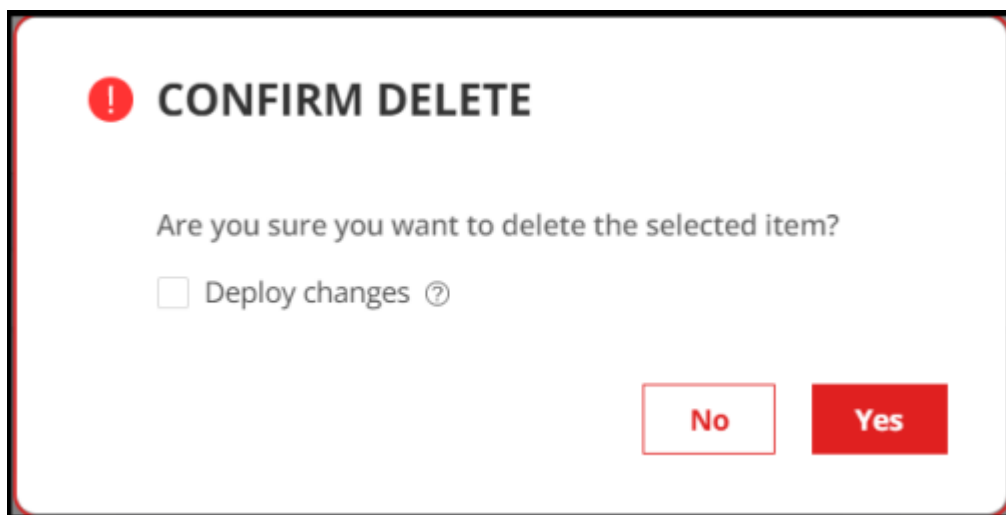 ! CONFIRM DELETE
Are you sure you want to delete the selected item?
Deploy changes ?
No
Yes